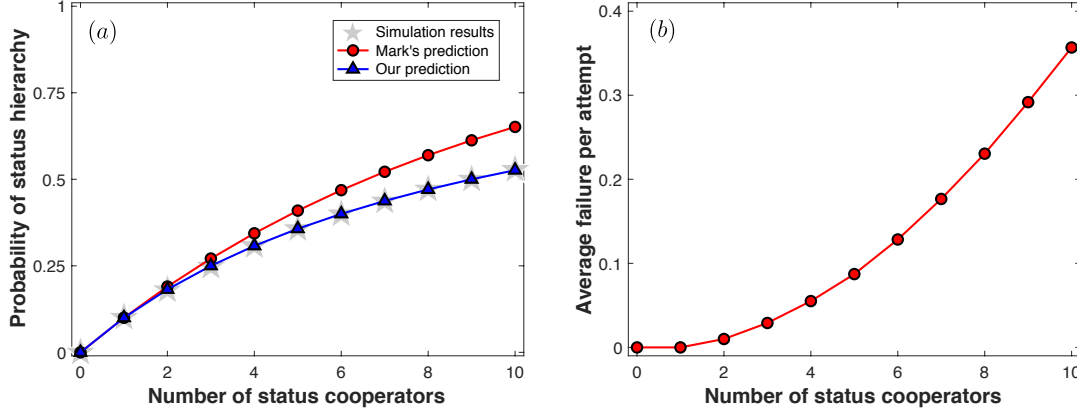 (a)
Simulation results
Mark's prediction
Our prediction
Probability of status hierarchy
1
0.75
0.5
0.25
0
0 2 4 6 8 10
Number of status cooperators
(b)
Average failure per attempt
0.4
0.3
0.2
0.1
0
0 2 4 6 8 10
Number of status cooperators